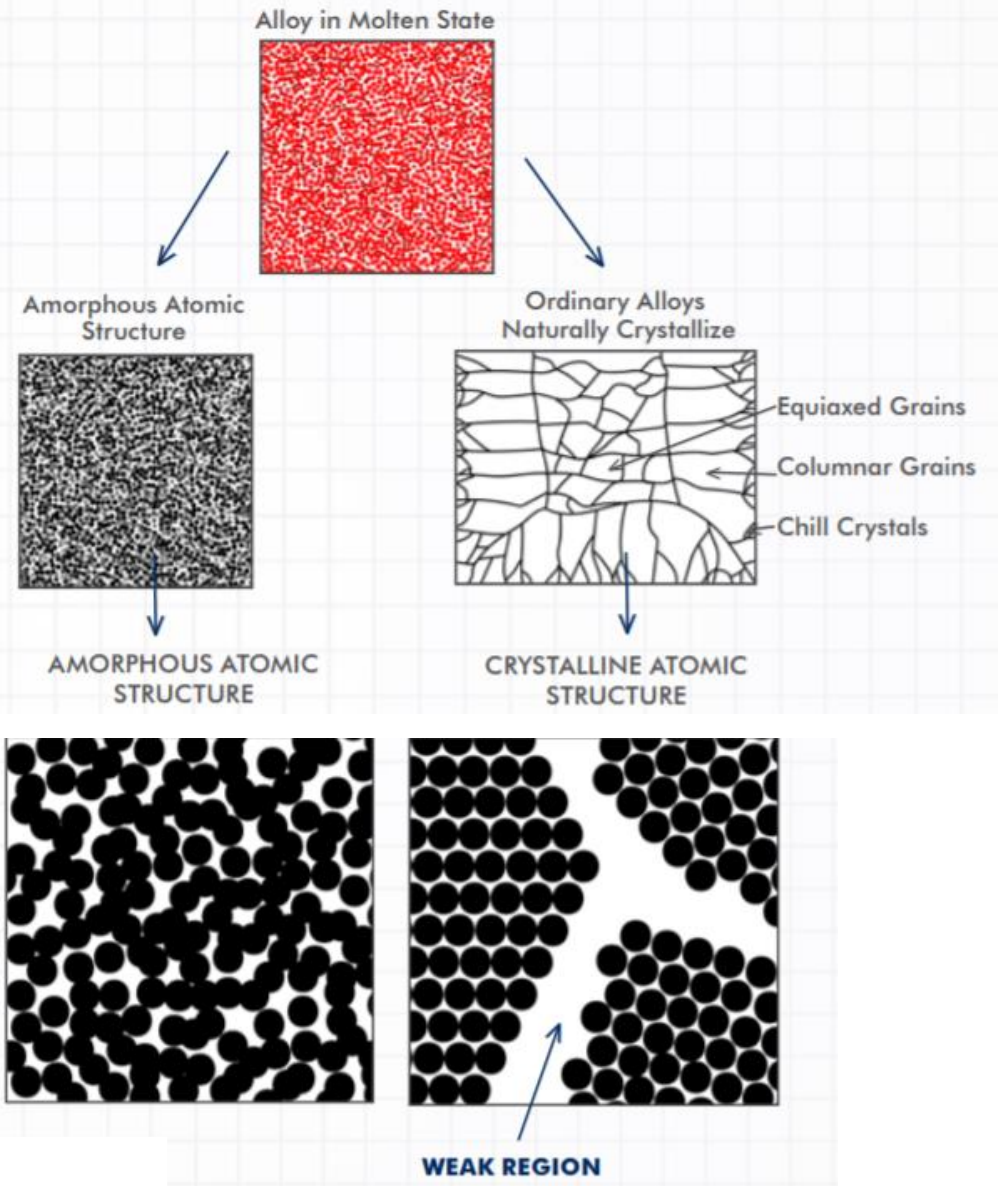 Alloy in Molten State
Amorphous Atomic
Structure
Ordinary Alloys
Naturally Crystallize
Equiaxed Grains
Columnar Grains
Chill Crystals
AMORPHOUS ATOMIC
STRUCTURE
CRYSTALLINE ATOMIC
STRUCTURE
WEAK REGION